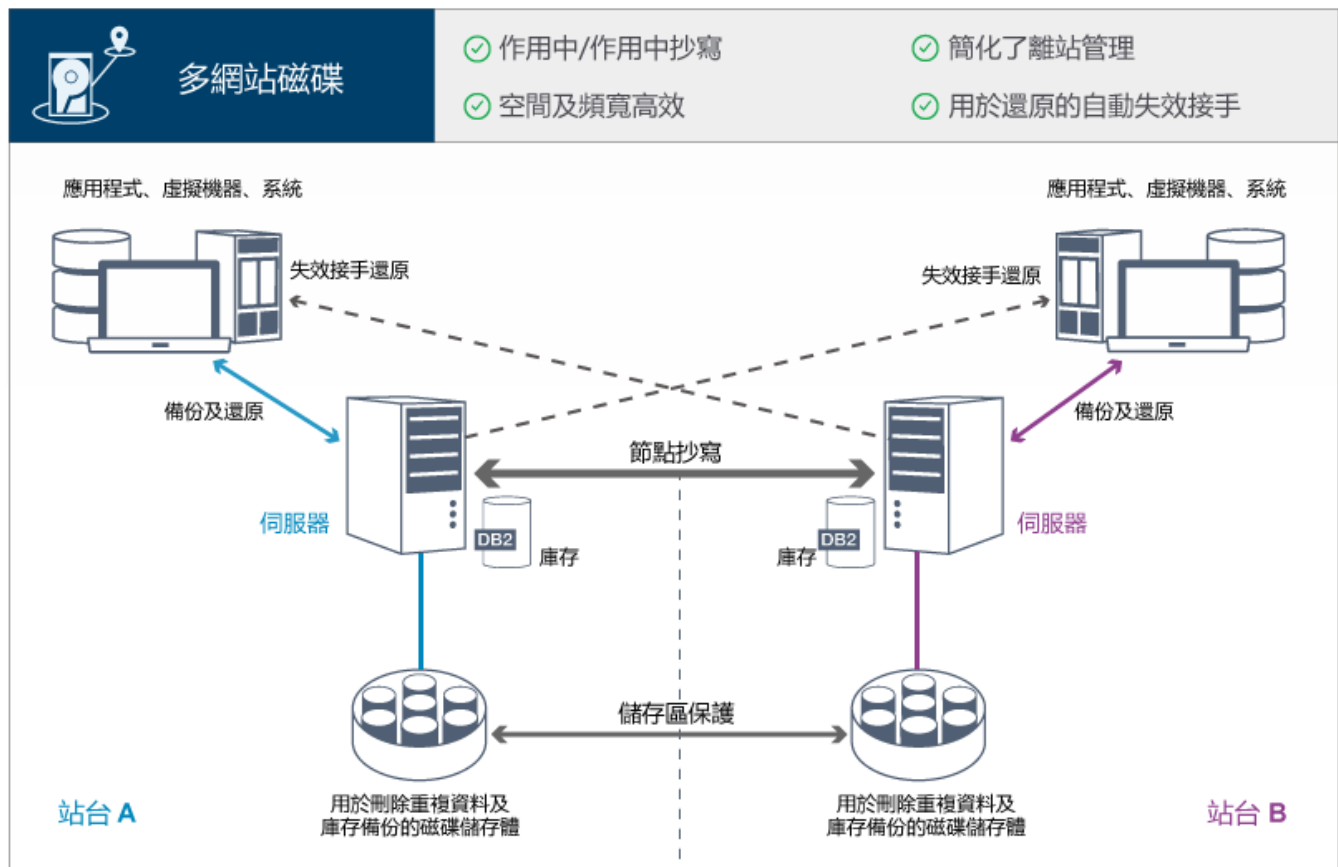 多網站磁碟
作用中/作用中抄寫
簡化了離站管理
空間及頻寬高效
用於還原的自動失效接手
應用程式、虛擬機器、系統
應用程式、虛擬機器、系統
失效接手還原
失效接手還原
備份及還原
備份及還原
節點抄寫
伺服器
伺服器
DB2
庫存
庫存
DB2
儲存區保護
站台 A
用於刪除重複資料及
庫存備份的磁碟儲存體
用於刪除重複資料及
庫存備份的磁碟儲存體
站台 B